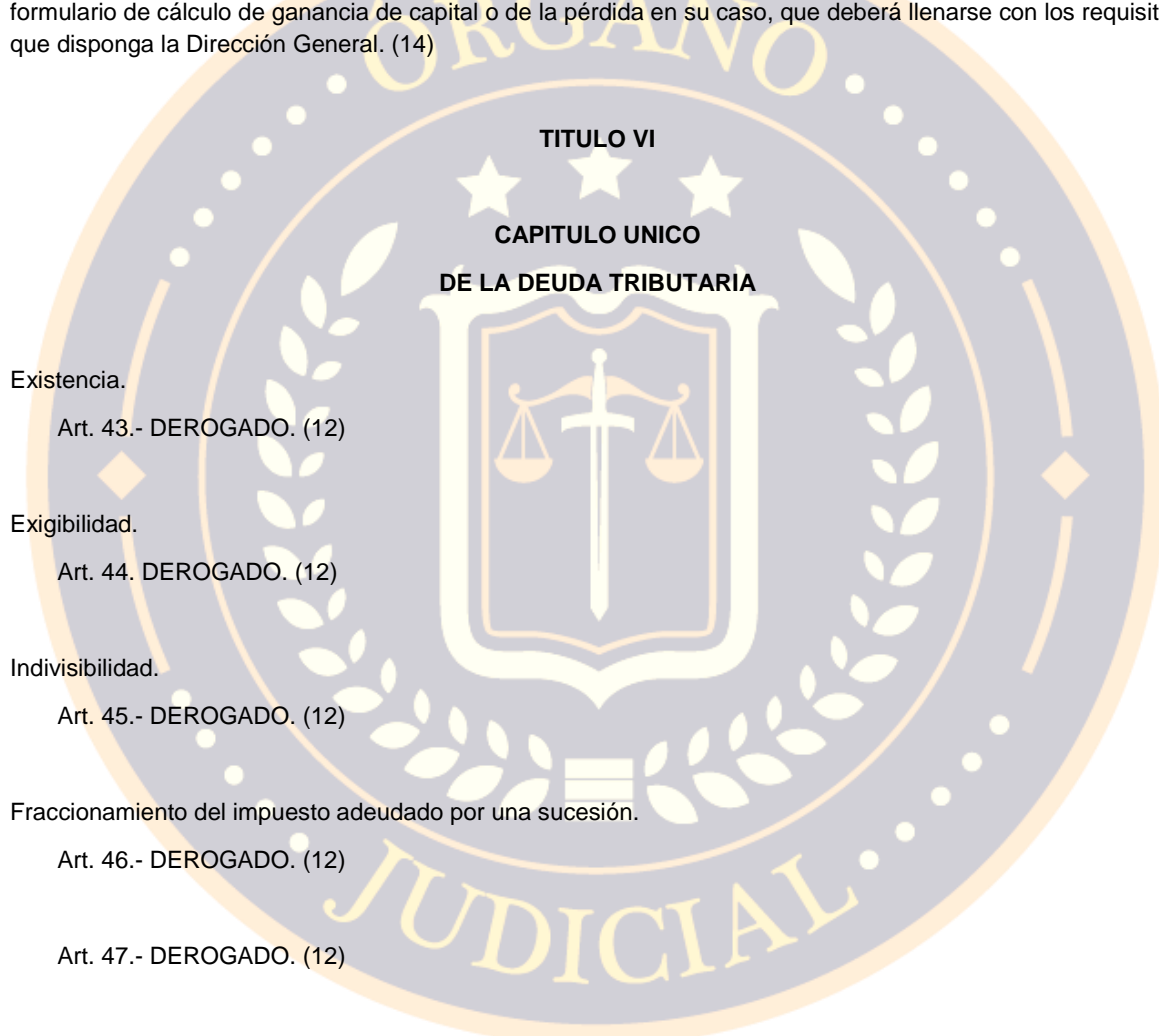 formulario de cálculo de ganancia de capital o de la pérdida en su caso, que deberá llenarse con los requisit
que disponga la Dirección General. (14)
ORGANO
TITULO VI
CAPITULO UNICO
DE LA DEUDA TRIBUTARIA
Existencia.
Art. 43.- DEROGADO. (12)
Exigibilidad.
Art. 44. DEROGADO. (12)
Indivisibilidad.
Art. 45.- DEROGADO. (12)
Fraccionamiento del impuesto adeudado por una sucesión.
Art. 46.- DEROGADO. (12)
Art. 47.- DEROGADO. (12)
JUDICIAL